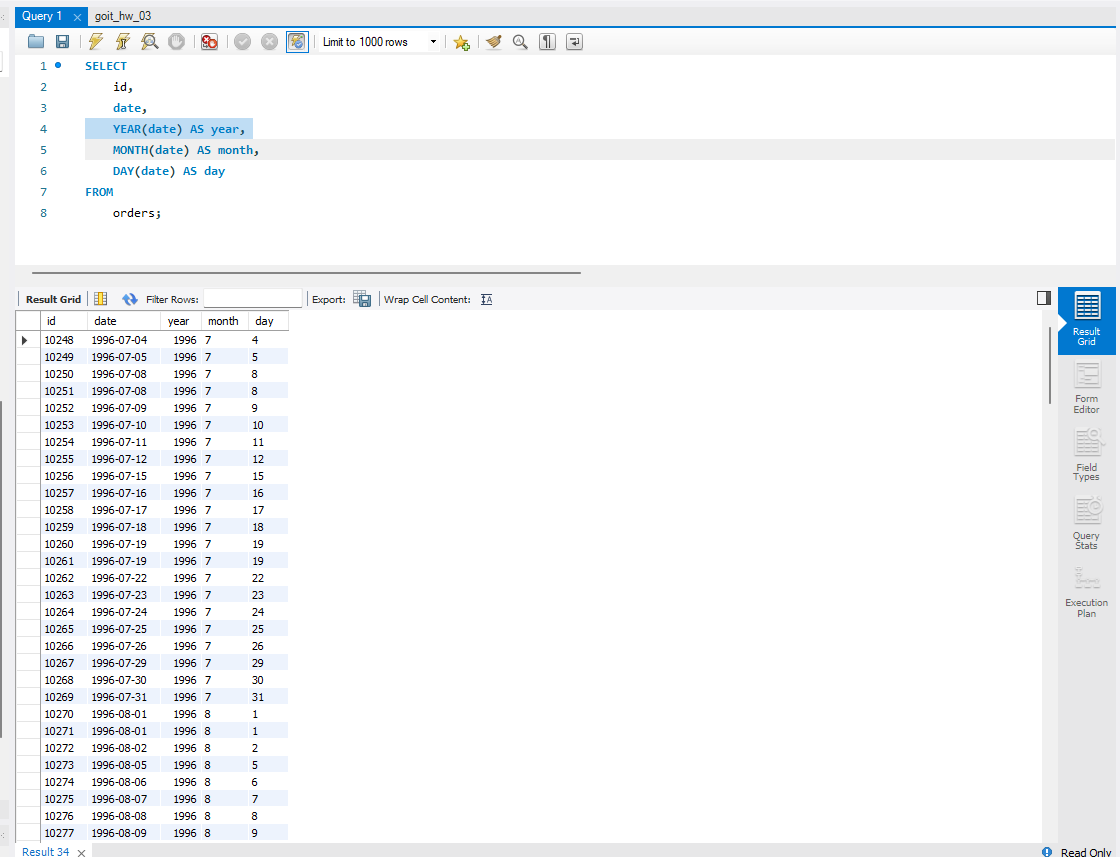 Query 1 goit_hw_03
Limit to 1000 rows
1 SELECT
2 id,
3 date,
4 YEAR(date) AS year,
5 MONTH(date) AS month,
6 DAY(date) AS day
7 FROM
8 orders;
Result Grid Filter Rows: Export: Wrap Cell Content:
id date year month day
10248 1996-07-04 1996 7 4
10249 1996-07-05 1996 7 5
10250 1996-07-08 1996 7 8
10251 1996-07-08 1996 7 8
10252 1996-07-09 1996 7 9
10253 1996-07-10 1996 7 10
10254 1996-07-11 1996 7 11
10255 1996-07-12 1996 7 12
10256 1996-07-15 1996 7 15
10257 1996-07-16 1996 7 16
10258 1996-07-17 1996 7 17
10259 1996-07-18 1996 7 18
10260 1996-07-19 1996 7 19
10261 1996-07-19 1996 7 19
10262 1996-07-22 1996 7 22
10263 1996-07-23 1996 7 23
10264 1996-07-24 1996 7 24
10265 1996-07-25 1996 7 25
10266 1996-07-26 1996 7 26
10267 1996-07-29 1996 7 29
10268 1996-07-30 1996 7 30
10269 1996-07-31 1996 7 31
10270 1996-08-01 1996 8 1
10271 1996-08-01 1996 8 1
10272 1996-08-02 1996 8 2
10273 1996-08-05 1996 8 5
10274 1996-08-06 1996 8 6
10275 1996-08-07 1996 8 7
10276 1996-08-08 1996 8 8
10277 1996-08-09 1996 8 9
Result
Grid
Form
Editor
Field
Types
Query
Stats
Execution
Plan
Result 34
Read Only